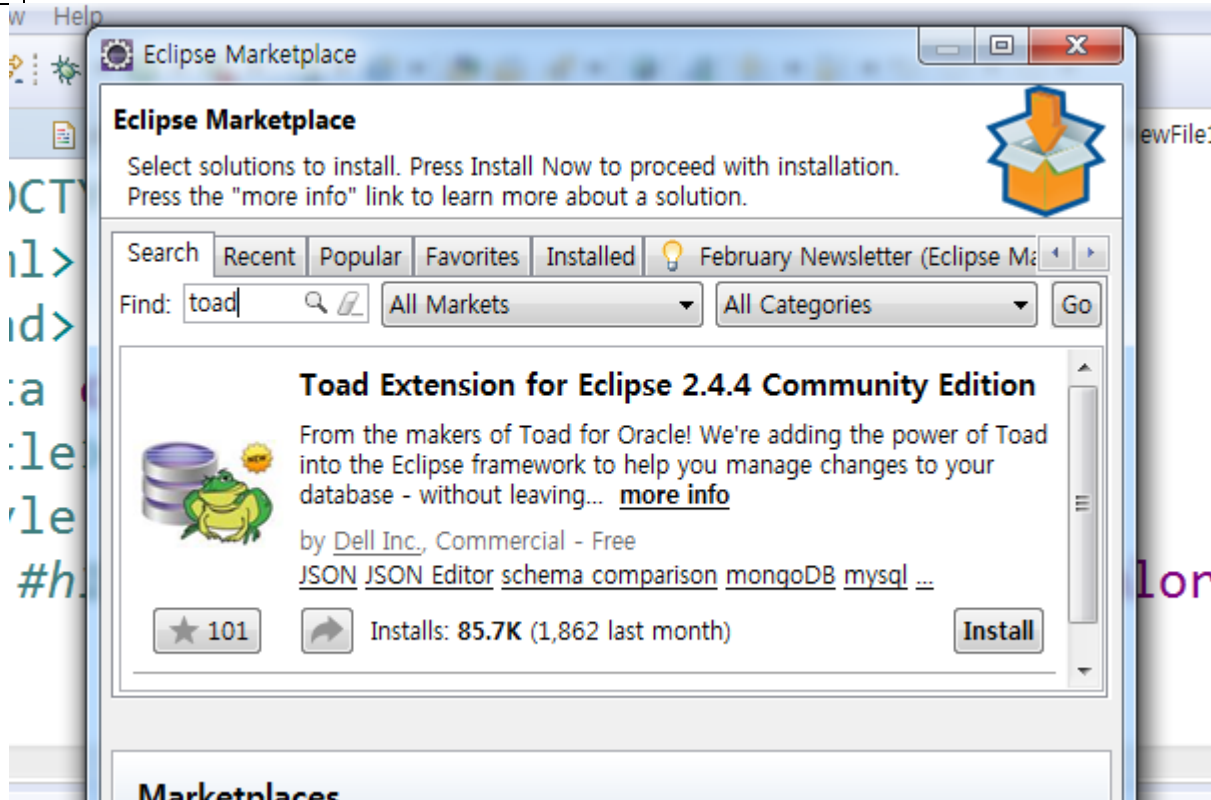 Help
Eclipse Marketplace
Eclipse Marketplace
Select solutions to install. Press Install Now to proceed with installation.
Press the "more info" link to learn more about a solution.
Search Recent Popular Favorites Installed February Newsletter (Eclipse Ma
Find: toad All Markets All Categories Go
Toad Extension for Eclipse 2.4.4 Community Edition
NEW
From the makers of Toad for Oracle! We're adding the power of Toad
into the Eclipse framework to help you manage changes to your
database - without leaving... more info
by Dell Inc., Commercial - Free
JSON JSON Editor schema comparison mongoDB mysql ...
101 Installs: 85.7K (1,862 last month) Install
Marketplaces